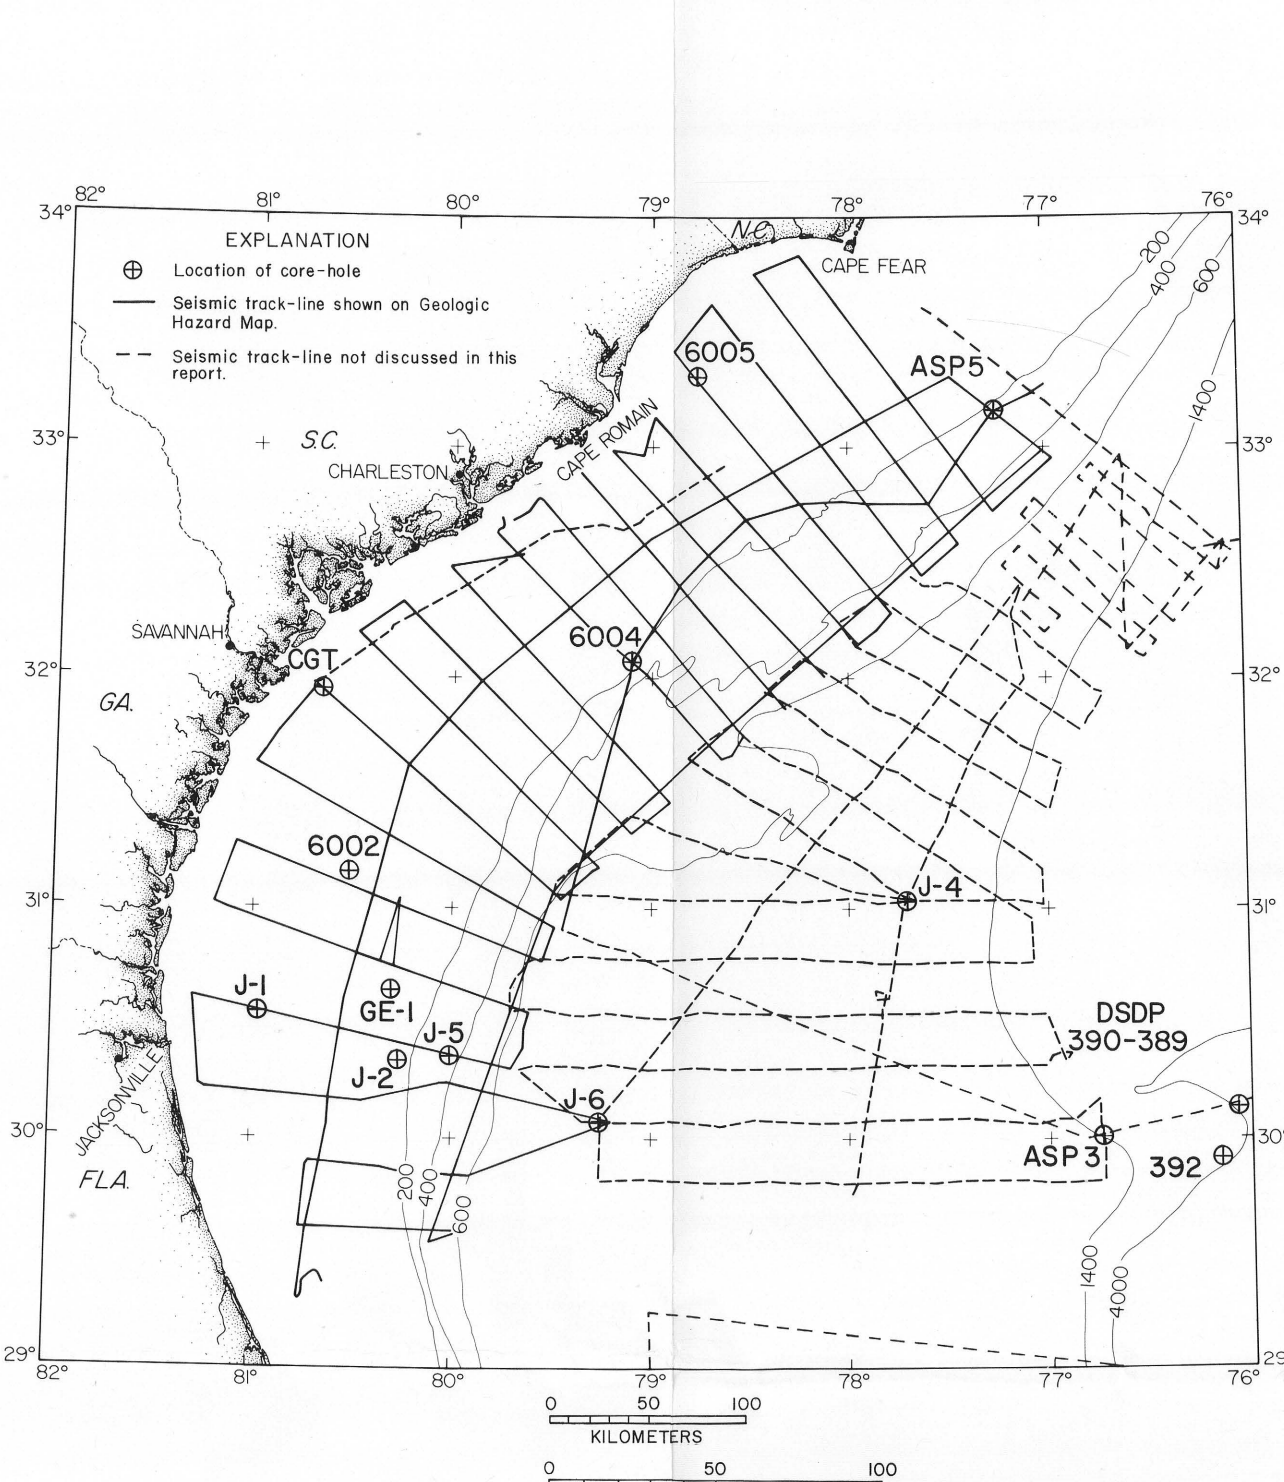 82° 81° 80° 79° 78° 77° 76°
34° 34°
EXPLANATION
Location of core-hole
Seismic track-line shown on Geologic
Hazard Map.
Seismic track-line not discussed in this
report.
N.C.
CAPE FEAR
200
400
600
1400
6005
ASP5
33° 33°
S.C.
CHARLESTON
CAPE ROMAIN
SAVANNAH
6004
CGT
32° 32°
GA.
6002
J-4
31° 31°
J-1
GE-1
J-5
J-2
DSDP
390-389
JACKSONVILLE
J-6
30° 30°
ASP 3
392
FLA.
200
400
600
1400
4000
29° 29
82° 81° 80° 79° 78° 77° 76°
0 50 100
KILOMETERS
0 50 100